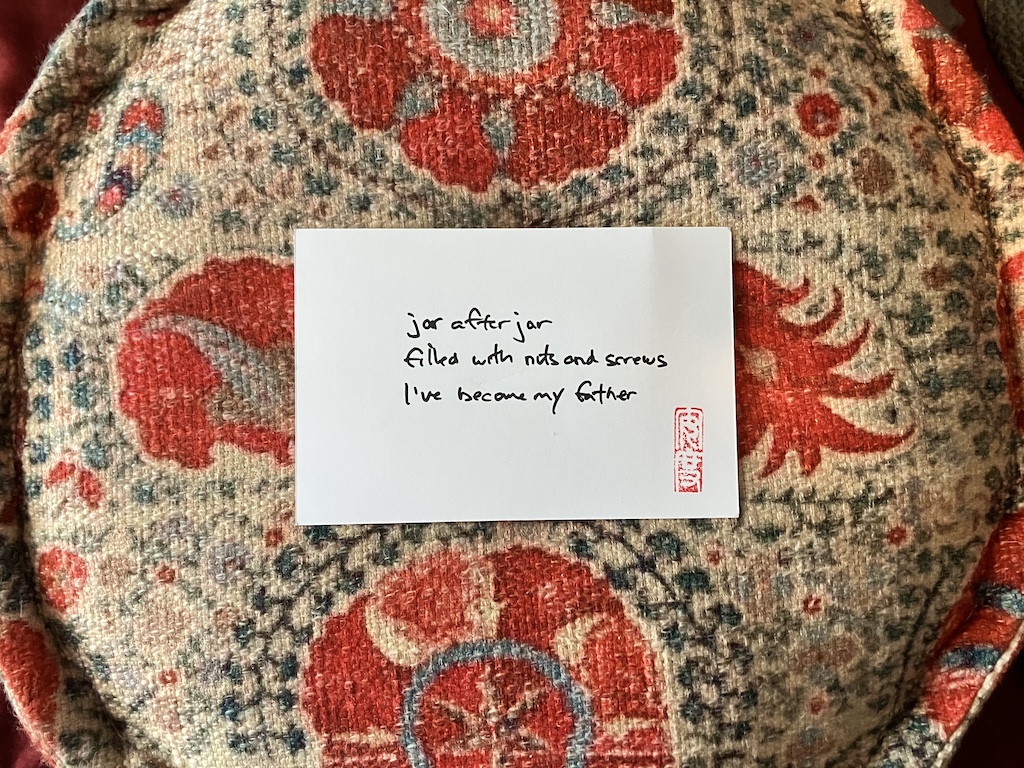 jar after jar
filled with nuts and screws
I've become my father